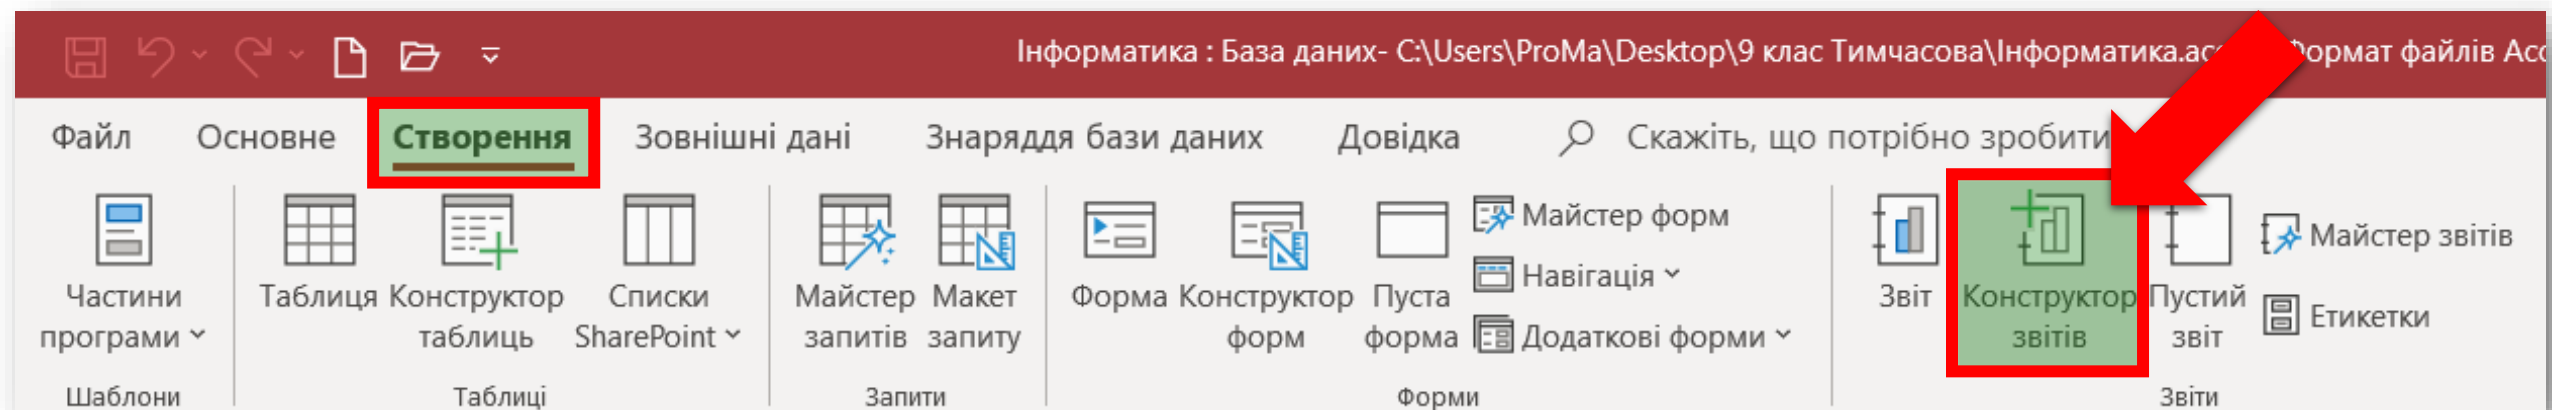 Інформатика : База даних- C:\Users\ProMa\Desktop\9 клас Тимчасова\Інформатика.ac формат файлів Acc
Файл Основне Створення Зовнішні дані Знаряддя бази даних Довідка Скажіть, що потрібно зробити
Частини програми
Таблиця
Конструктор таблиць
Списки SharePoint
Майстер запитів
Макет запиту
Форма
Конструктор форм
Пуста форма
Майстер форм
Навігація
Додаткові форми
Звіт
Конструктор звітів
Пустий звіт
Майстер звітів
Етикетки
Шаблони Таблиці Запити Форми Звіти